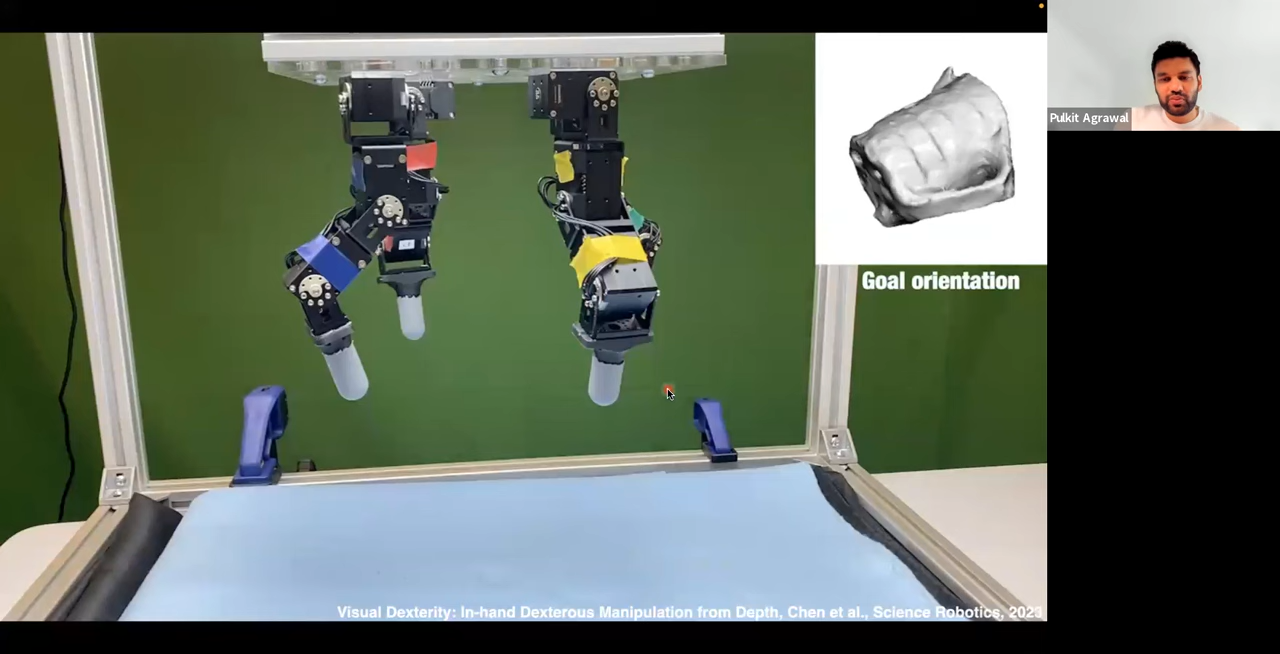 Pulkit Agrawal
Goal orientation
Visual Dexterity: In-hand Dexterous Manipulation from Depth, Chen et al., Science Robotics, 2023